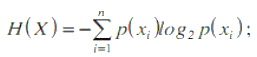 H(X) = -∑_{i=1}^{n} p(x_i)log_2 p(x_i);